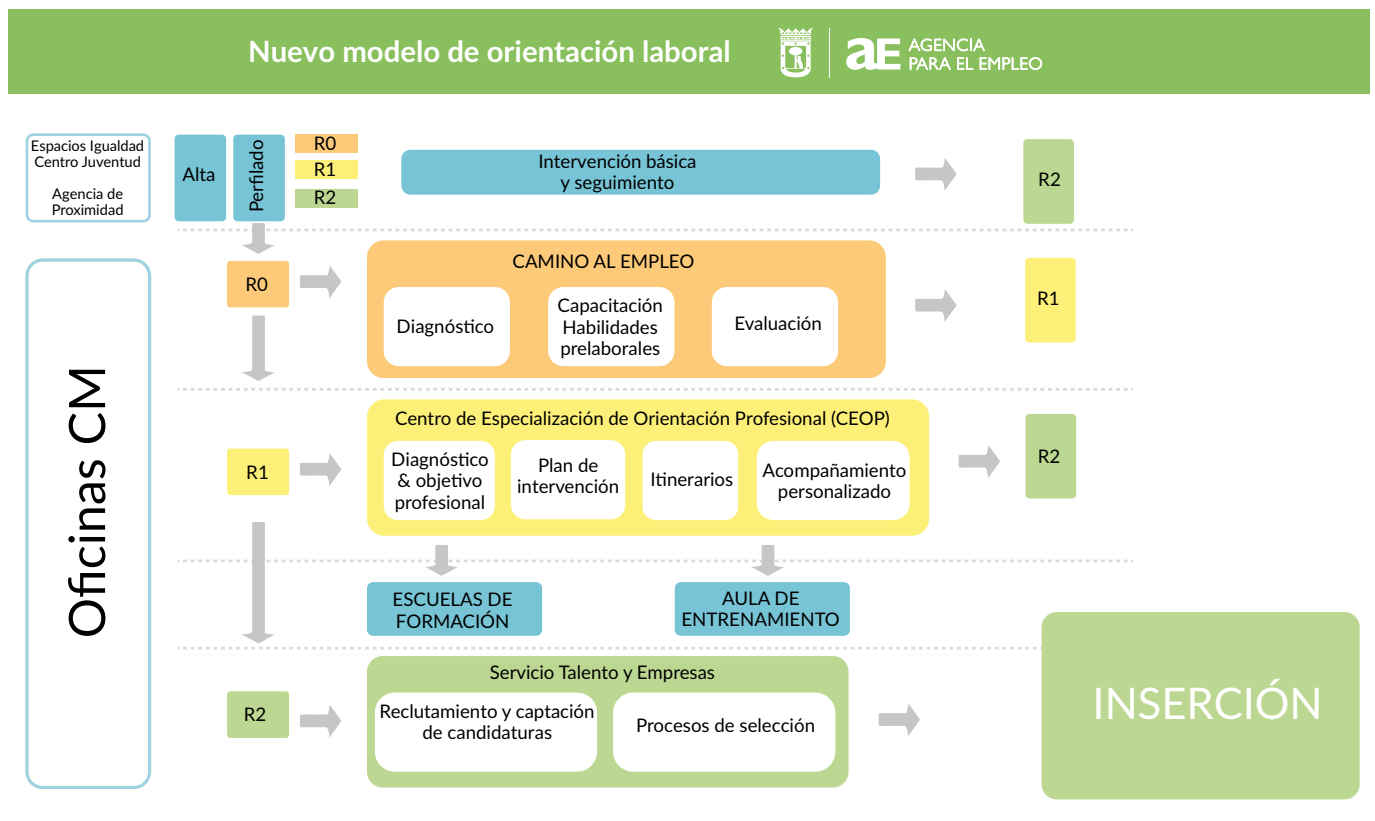 Nuevo modelo de orientación laboral
aE AGENCIA
PARA EL EMPLEO
Espacios Igualdad
Centro Juventud
Agencia de
Proximidad
Alta
Perfilado
R0
R1
R2
Intervención básica
y seguimiento
R2
Oficinas CM
R0
CAMINO AL EMPLEO
Diagnóstico
Capacitación
Habilidades
prelaborales
Evaluación
R1
R1
Centro de Especialización de Orientación Profesional (CEOP)
Diagnóstico
& objetivo
profesional
Plan de
intervención
Itinerarios
Acompañamiento
personalizado
R2
ESCUELAS DE
FORMACIÓN
AULA DE
ENTRENAMIENTO
R2
Servicio Talento y Empresas
Reclutamiento y captación
de candidaturas
Procesos de selección
INSERCIÓN